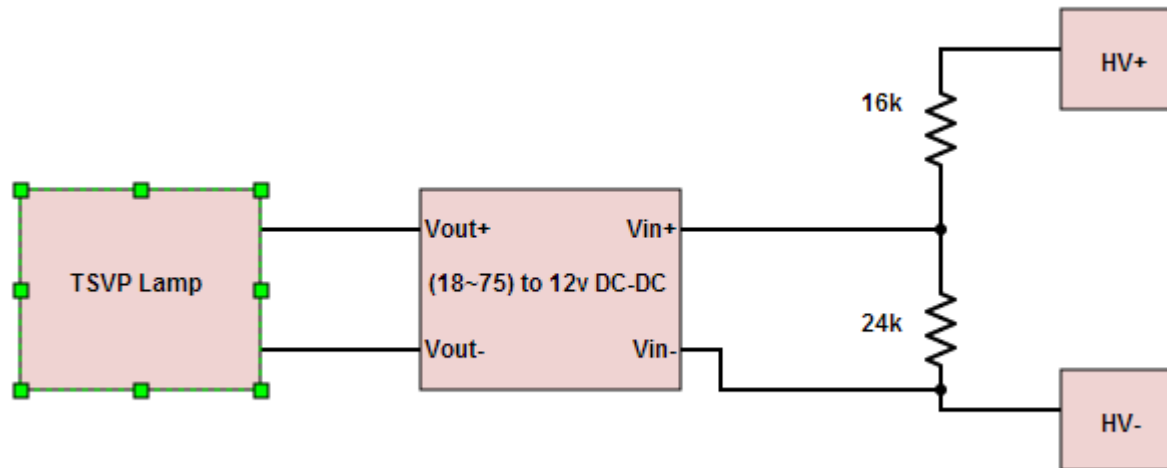 HV+
16k
Vout+ Vin+
TSVP Lamp
(18~75) to 12v DC-DC
24k
Vout- Vin-
HV-